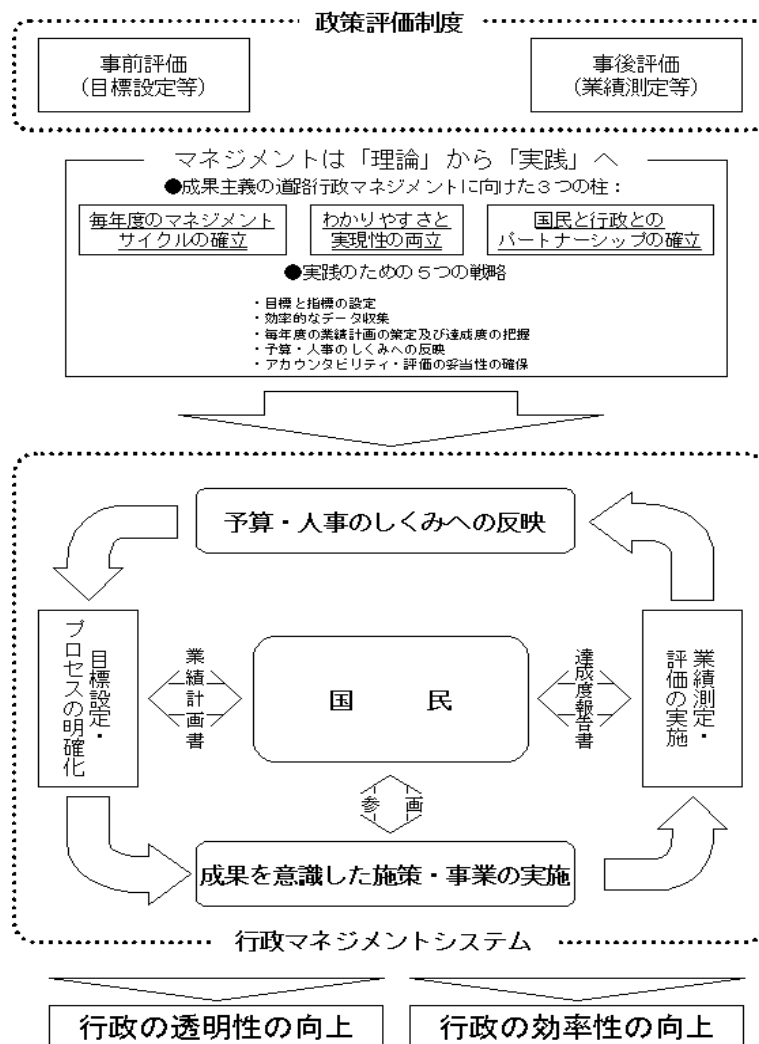 政策評価制度
事前評価
(目標設定等)
事後評価
(業績測定等)
マネジメントは「理論」から「実践」へ
●成果主義の道路行政マネジメントに向けた3つの柱：
毎年度のマネジメント
サイクルの確立
わかりやすさと
実現性の両立
国民と行政との
パートナーシップの確立
●実践のための5つの戦略
・目標と指標の設定
・効率的なデータ収集
・毎年度の業績計画の策定及び達成度の把握
・予算・人事のしくみへの反映
・アカウンタビリティ・評価の妥当性の確保
予算・人事のしくみへの反映
目標設定・
プロセスの明確化
業績計画書
国　民
達成度報告書
業績測定・
評価の実施
参画
成果を意識した施策・事業の実施
行政マネジメントシステム
行政の透明性の向上
行政の効率性の向上